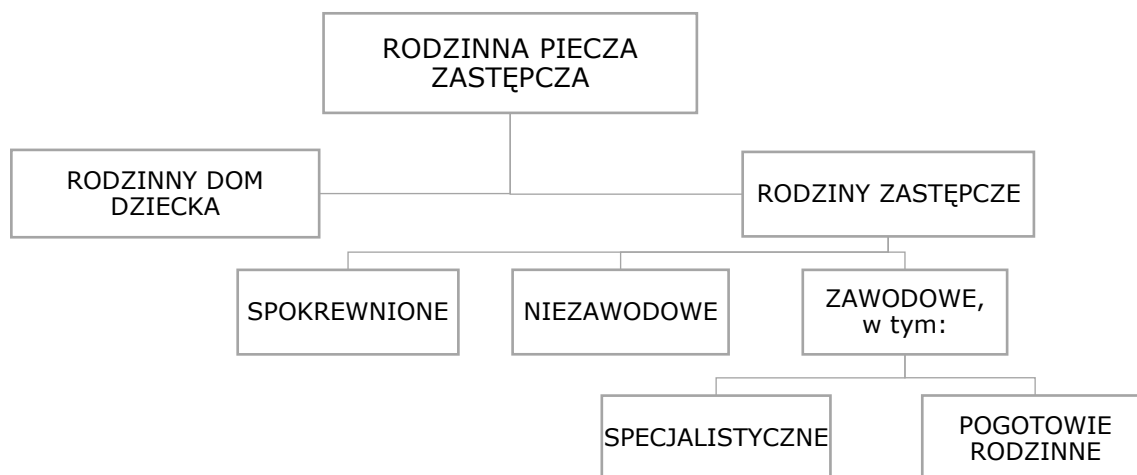 RODZINNA PIECZA
ZASTĘPCZA
RODZINNY DOM
DZIECKA
RODZINY ZASTĘPCZE
SPOKREWNIONE
NIEZAWODOWE
ZAWODOWE,
w tym:
SPECJALISTYCZNE
POGOTOWIE
RODZINNE